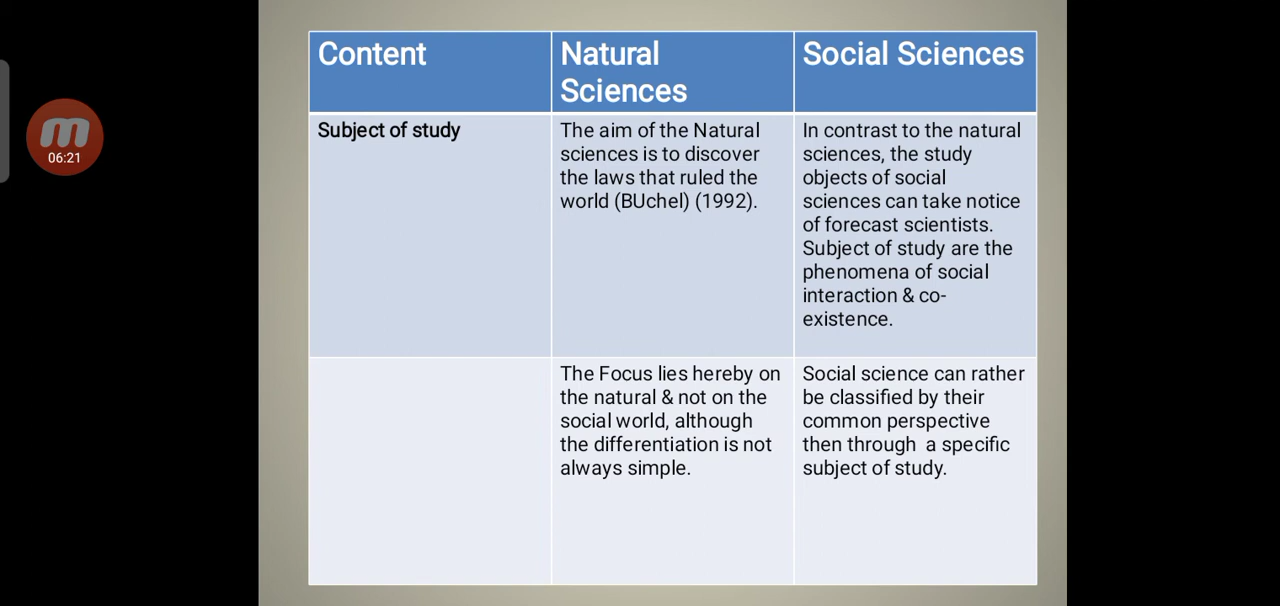 Content
Natural
Sciences
Social Sciences
Subject of study
The aim of the Natural
sciences is to discover
the laws that ruled the
world (BUchel) (1992).
In contrast to the natural
sciences, the study
objects of social
sciences can take notice
of forecast scientists.
Subject of study are the
phenomena of social
interaction & co-
existence.
The Focus lies hereby on
the natural & not on the
social world, although
the differentiation is not
always simple.
Social science can rather
be classified by their
common perspective
then through  a specific
subject of study.
m
06:21